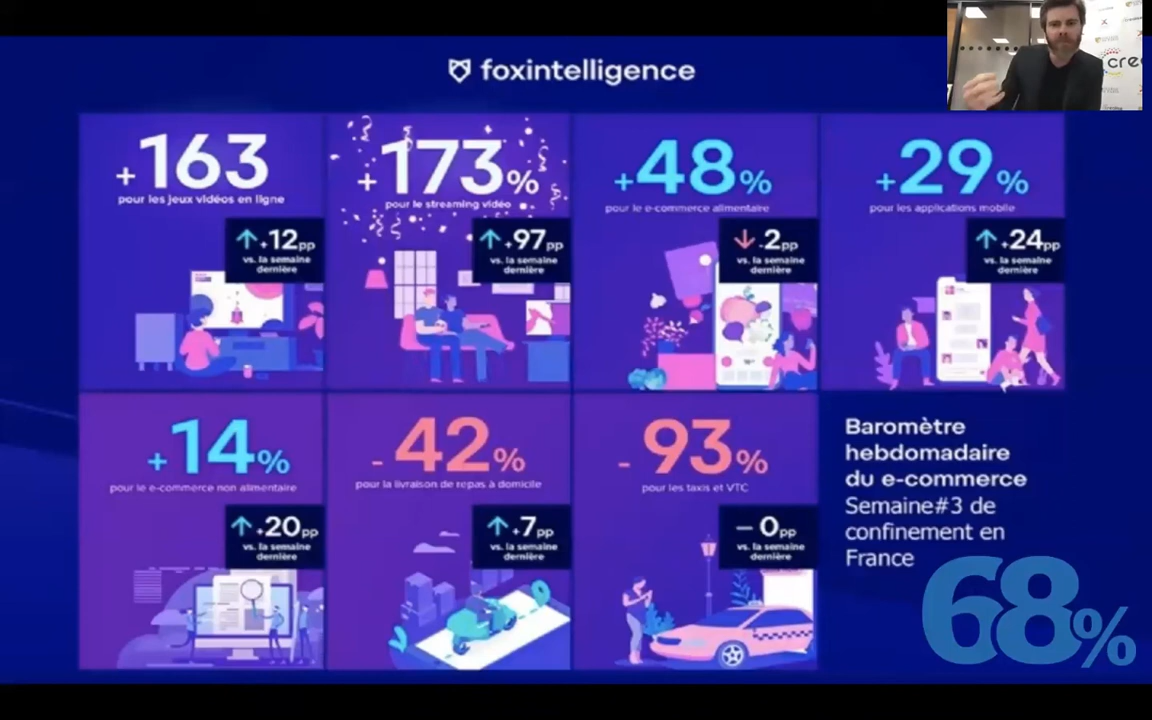 foxintelligence
cre
+163
pour les jeux vidéos en ligne
+12pp
vs. la semaine
dernière
+173%
pour le streaming vidéo
+97pp
vs. la semaine
dernière
+48%
pour le e-commerce alimentaire
-2pp
vs. la semaine
dernière
+29%
pour les applications mobile
+24pp
vs. la semaine
dernière
+14%
pour le e-commerce non alimentaire
+20pp
vs. la semaine
dernière
-42%
pour la livraison de repas à domicile
+7pp
vs. la semaine
dernière
-93%
pour les taxis et VTC
0pp
vs. la semaine
dernière
Baromètre
hebdomadaire
du e-commerce
Semaine#3 de
confinement en
France
68%